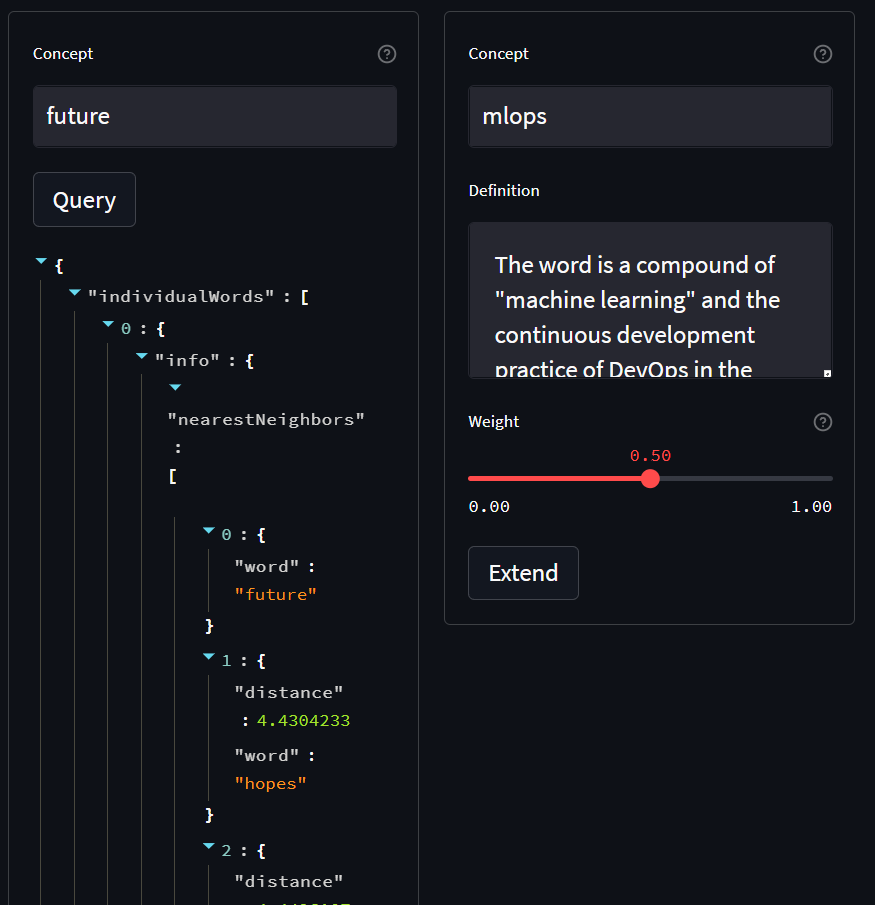 Concept
future
Query
{
"individualWords" : [
0 : {
"info" : {
"nearestNeighbors"
:
[
0 : {
"word" :
"future"
}
1 : {
"distance"
: 4.4304233
"word" :
"hopes"
}
2 : {
"distance"
Concept
mlops
Definition
The word is a compound of
"machine learning" and the
continuous development
practice of DevOps in the
Weight
0.50
0.00 1.00
Extend